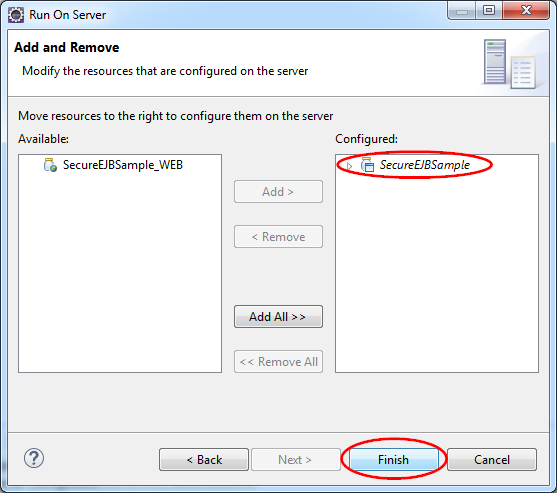 Run On Server
Add and Remove
Modify the resources that are configured on the server
Move resources to the right to configure them on the server
Available:
Configured:
SecureEJBSample_WEB
SecureEJBSample
Add >
< Remove
Add All >>
<< Remove All
?
< Back
Next >
Finish
Cancel